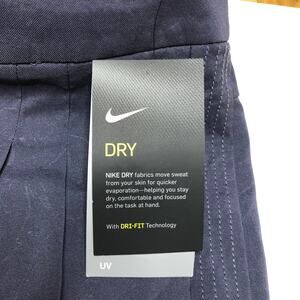 DRY
NIKE DRY fabrics move sweat
from your skin for quicker
evaporation—helping you stay
dry, comfortable and focused
on the task at hand.
With DRI-FIT Technology
UV